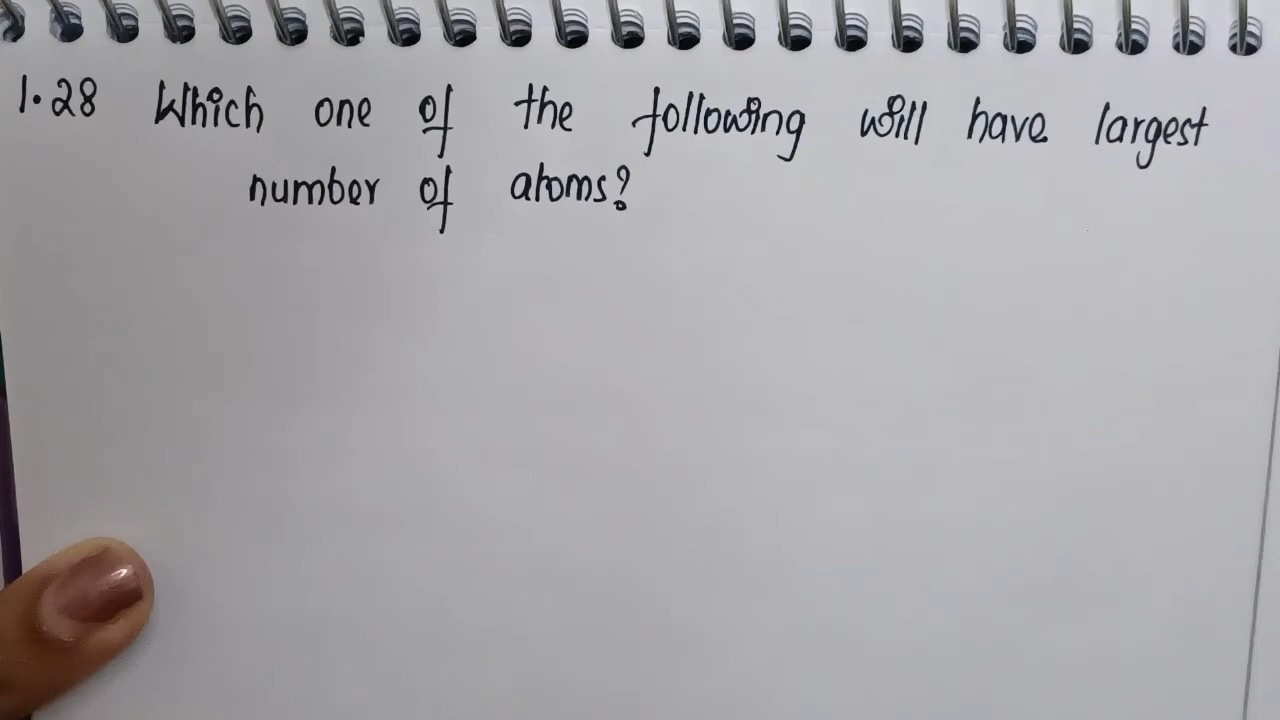 1.28 Which one of the following will have largest
number of atoms?